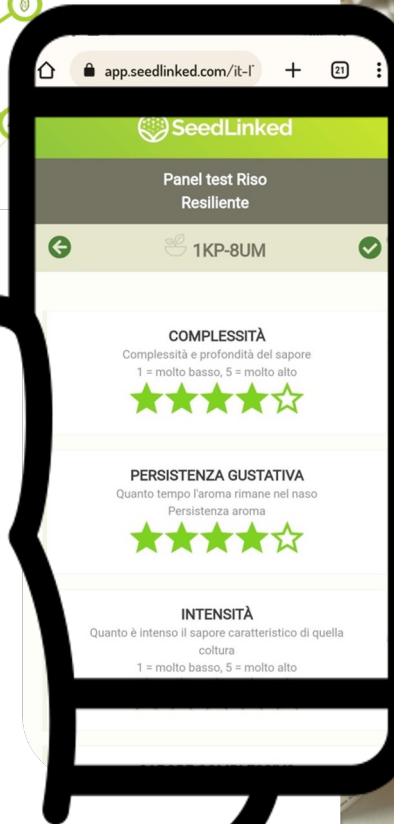 app.seedlinked.com/it-I
21
SeedLinked
Panel test Riso
Resiliente
1KP-8UM
COMPLESSITÀ
Complessità e profondità del sapore
1 = molto basso, 5 = molto alto
PERSISTENZA GUSTATIVA
Quanto tempo l'aroma rimane nel naso
Persistenza aroma
INTENSITÀ
Quanto è intenso il sapore caratteristico di quella
coltura
1 = molto basso, 5 = molto alto